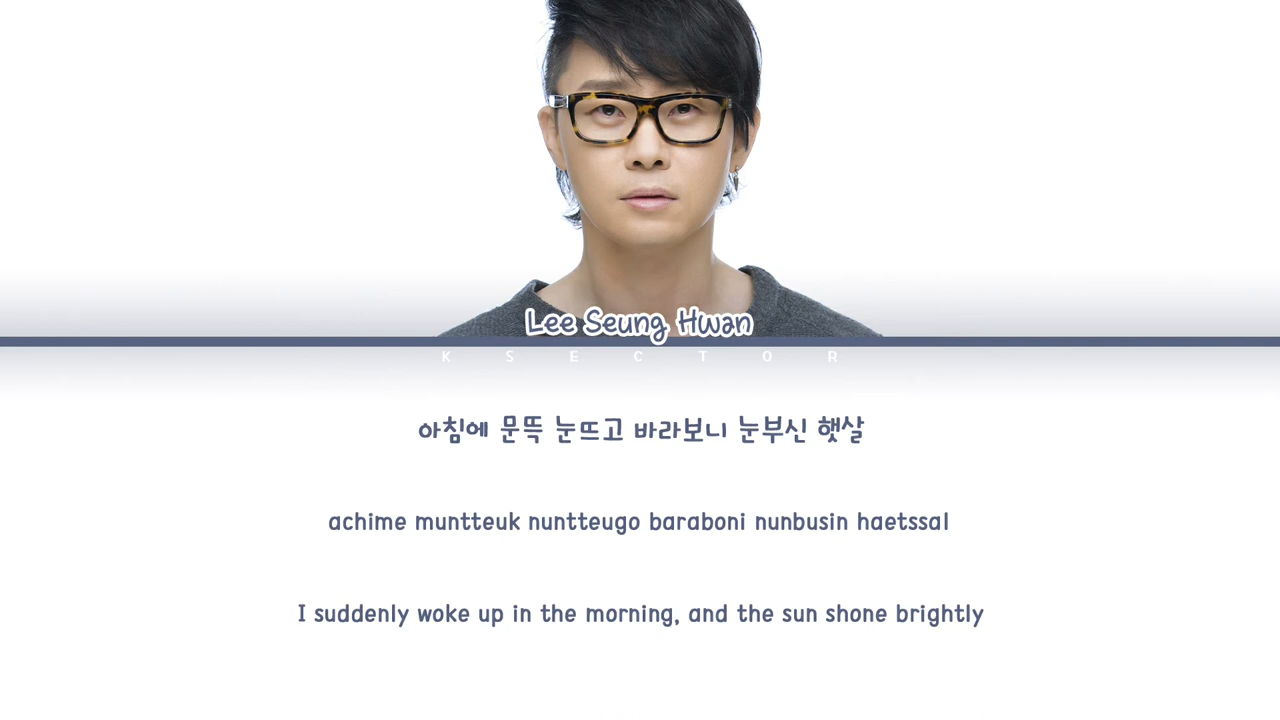 Lee Seung Hwan
K S E C T O R
아침에 문뜩 눈뜨고 바라보니 눈부신 햇살
achime muntteuk nuntteugo baraboni nunbusin haetssal
I suddenly woke up in the morning, and the sun shone brightly